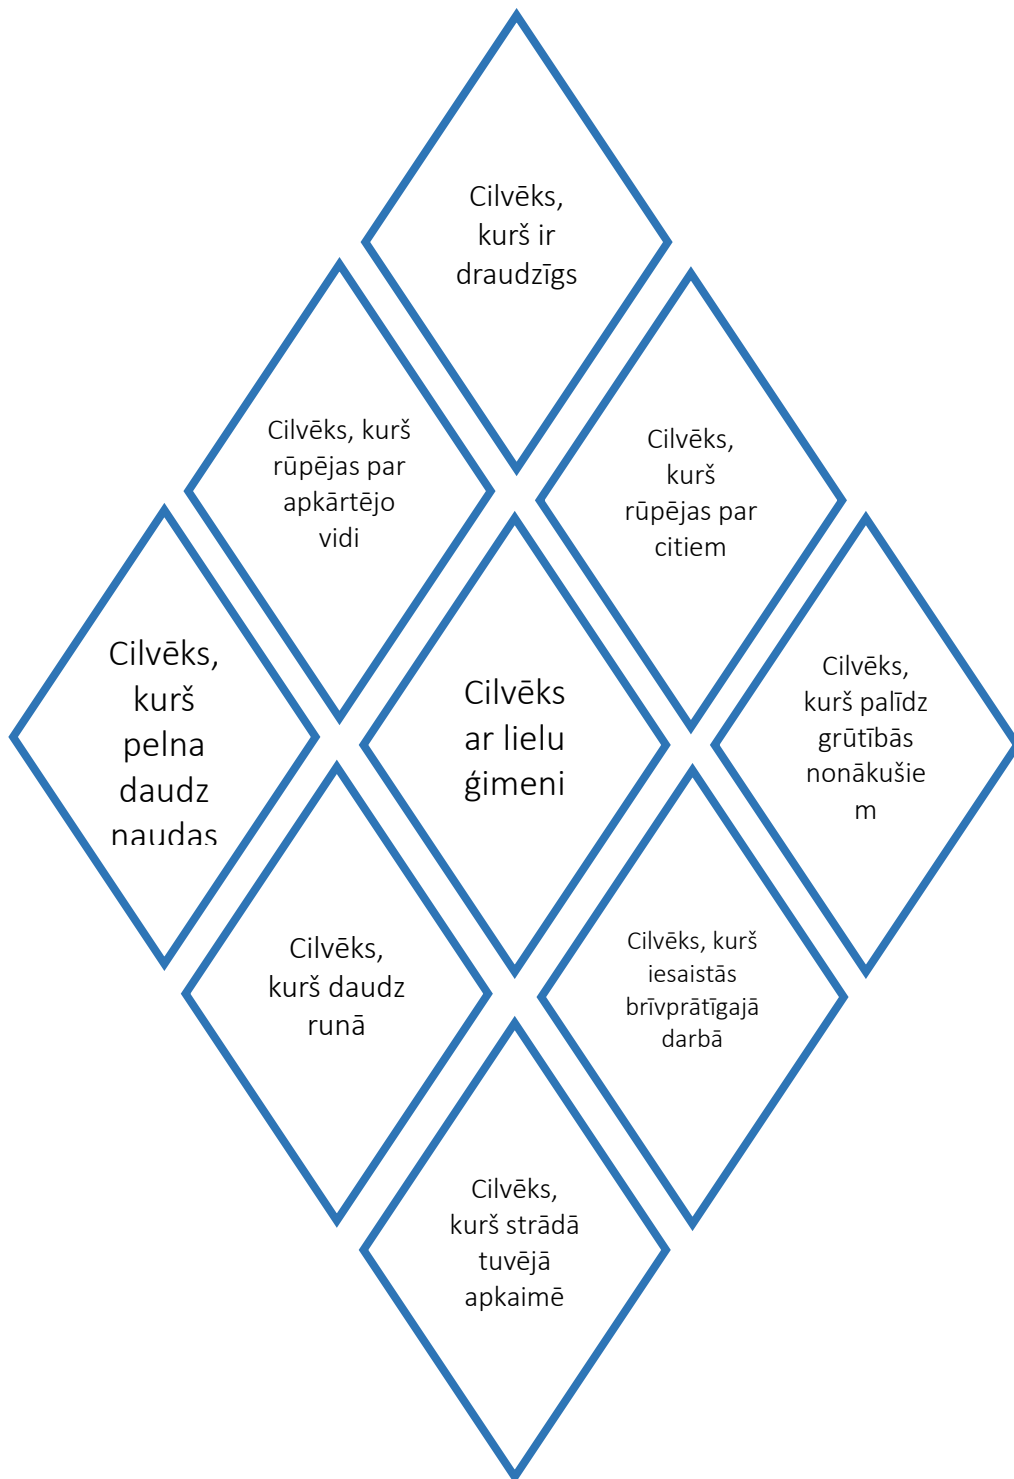 Cilvēks,
kurš ir
draudzīgs
Cilvēks, kurš
rūpējas par
apkārtējo
vidi
Cilvēks,
kurš
rūpējas par
citiem
Cilvēks,
kurš
pelna
daudz
naudas
Cilvēks
ar lielu
ģimeni
Cilvēks,
kurš palīdz
grūtībās
nonākušie
m
Cilvēks,
kurš daudz
runā
Cilvēks, kurš
iesaistās
brīvprātīgajā
darbā
Cilvēks,
kurš strādā
tuvējā
apkaimē